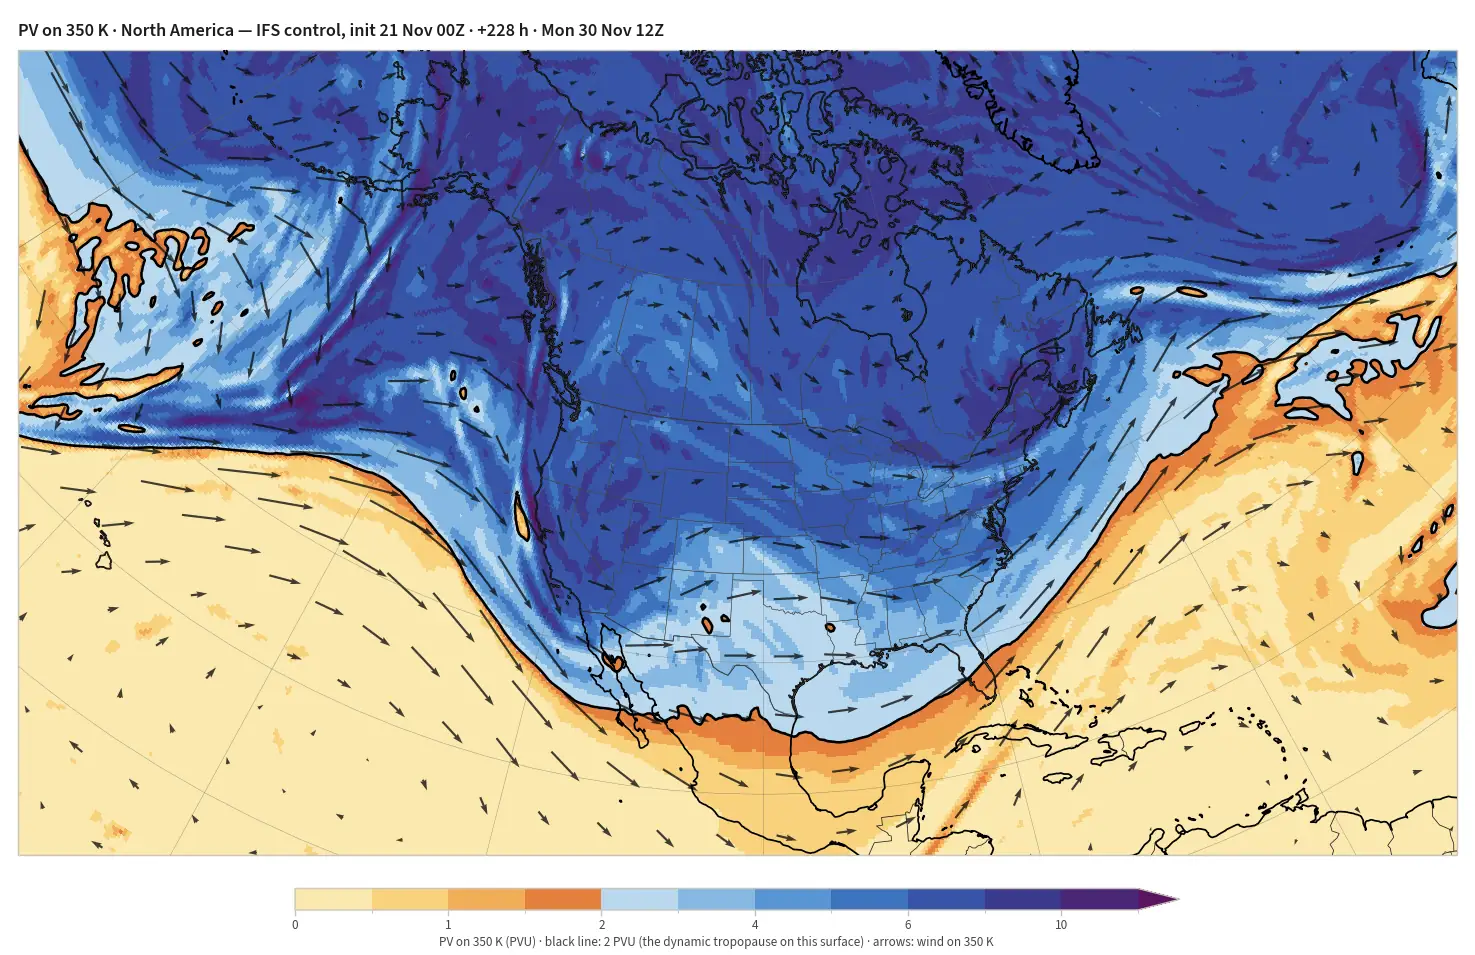 PV on 350 K · North America — IFS control, init 21 Nov 00Z · +228 h · Mon 30 Nov 12Z
0 1 2 4 6 10
PV on 350 K (PVU) · black line: 2 PVU (the dynamic tropopause on this surface) · arrows: wind on 350 K